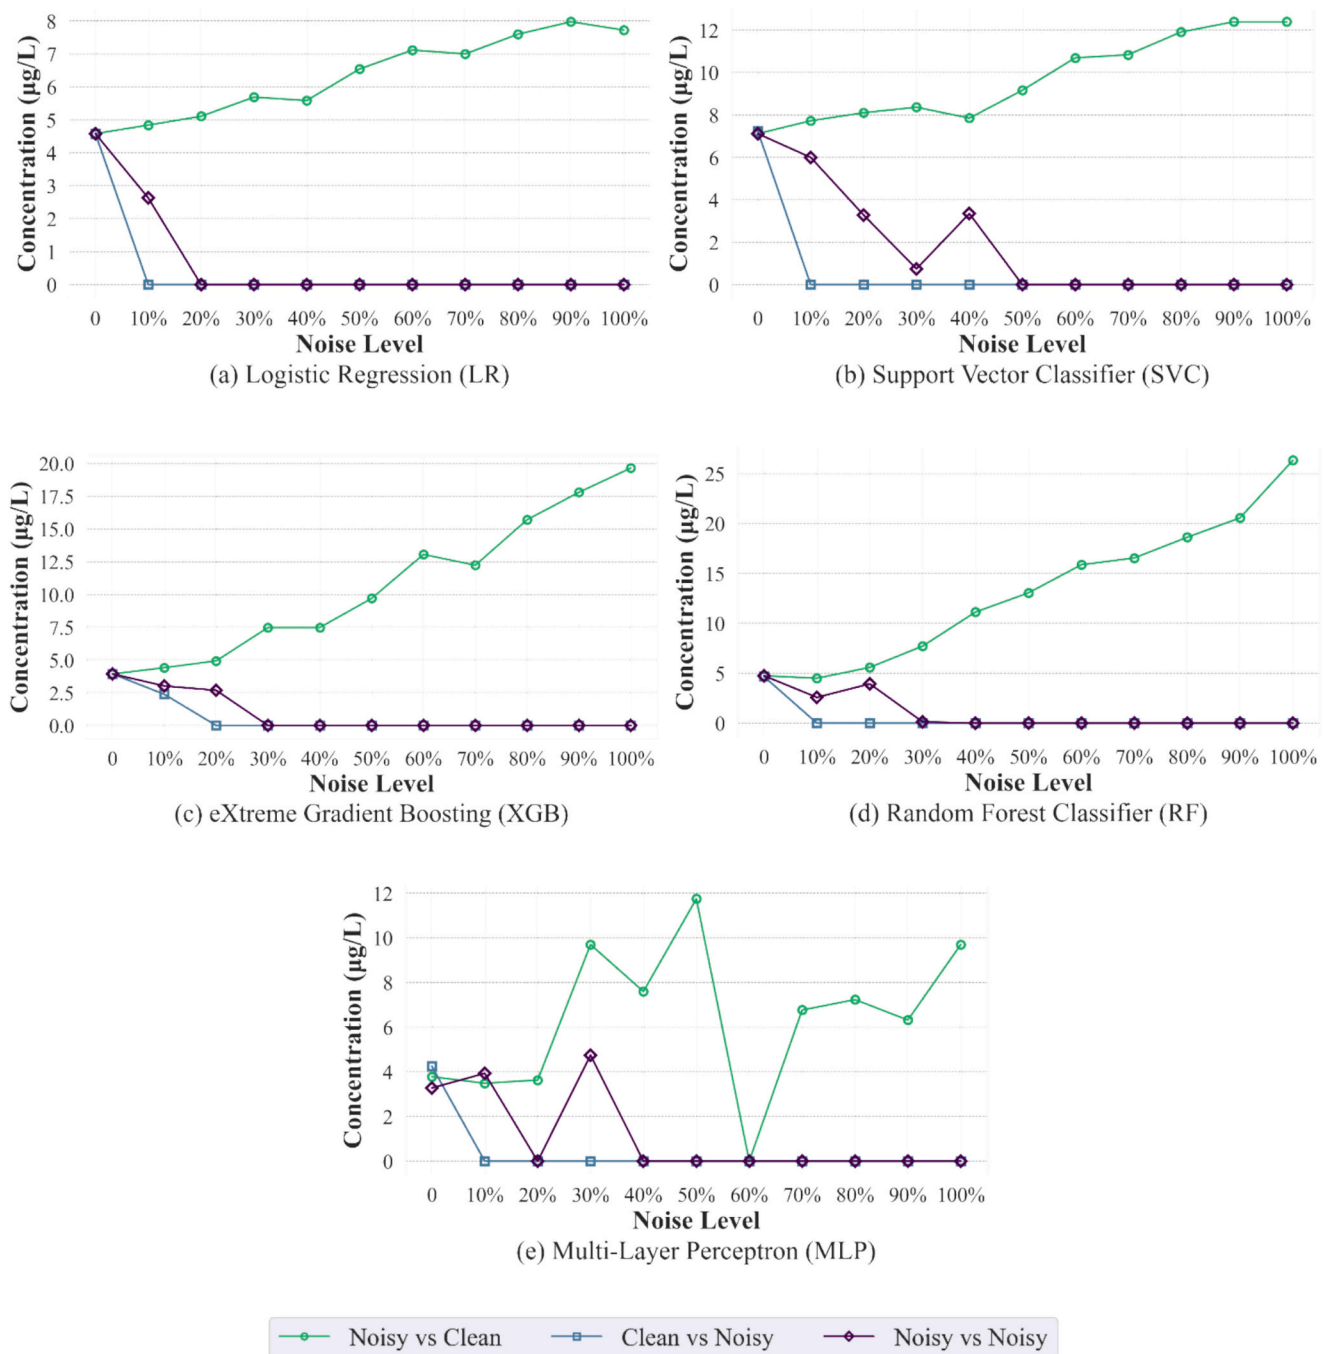 8
7
6
5
4
3
2
1
0
Concentration (µg/L)
0 10% 20% 30% 40% 50% 60% 70% 80% 90% 100%
Noise Level
(a) Logistic Regression (LR)
12
10
8
6
4
2
0
Concentration (µg/L)
0 10% 20% 30% 40% 50% 60% 70% 80% 90% 100%
Noise Level
(b) Support Vector Classifier (SVC)
20.0
17.5
15.0
12.5
10.0
7.5
5.0
2.5
0.0
Concentration (µg/L)
0 10% 20% 30% 40% 50% 60% 70% 80% 90% 100%
Noise Level
(c) eXtreme Gradient Boosting (XGB)
25
20
15
10
5
0
Concentration (µg/L)
0 10% 20% 30% 40% 50% 60% 70% 80% 90% 100%
Noise Level
(d) Random Forest Classifier (RF)
12
10
8
6
4
2
0
Concentration (µg/L)
0 10% 20% 30% 40% 50% 60% 70% 80% 90% 100%
Noise Level
(e) Multi-Layer Perceptron (MLP)
Noisy vs Clean Clean vs Noisy Noisy vs Noisy